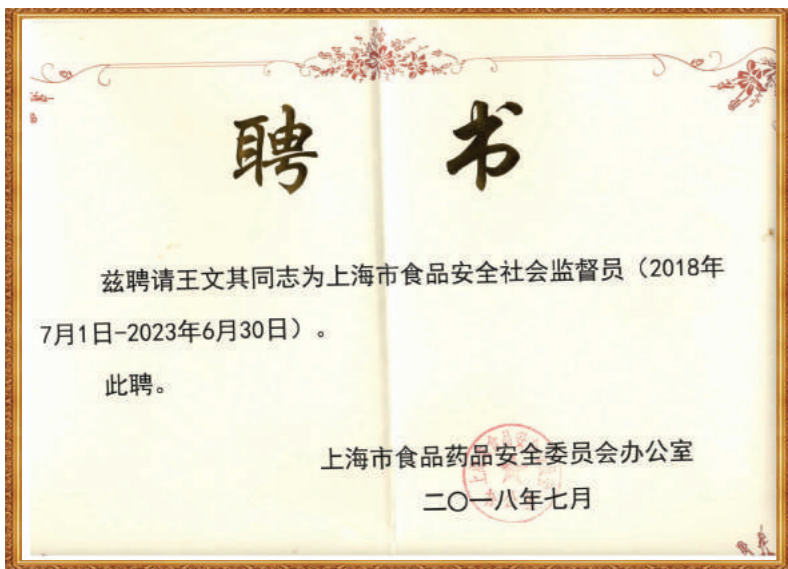 聘 书
兹聘请王文其同志为上海市食品安全社会监督员（2018年
7月1日-2023年6月30日）。
此聘。
上海市食品药品安全委员会办公室
二〇一八年七月